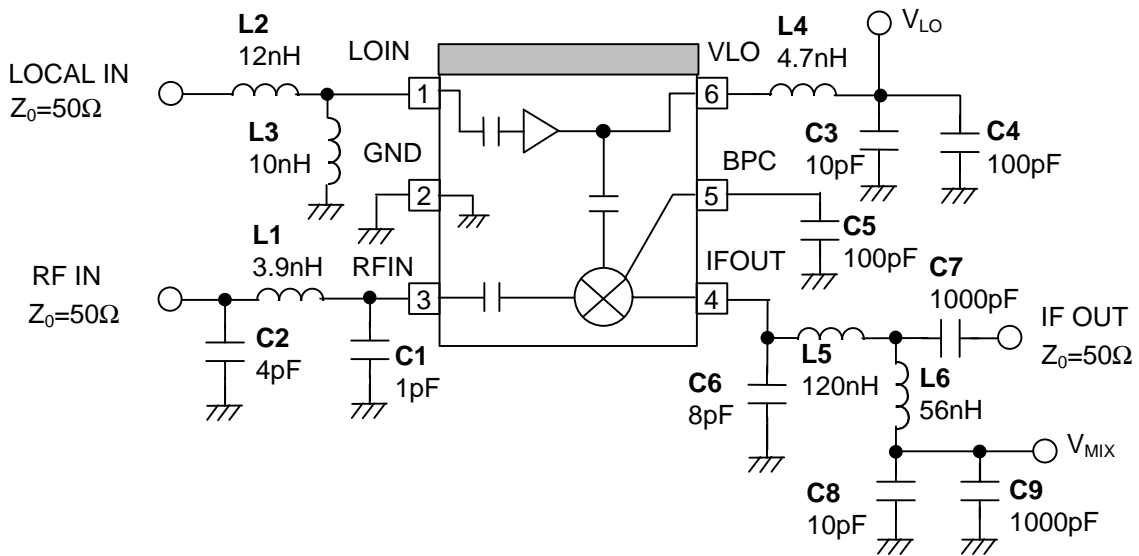 L2
12nH
LOIN
VLO
L4
4.7nH
V_LO
LOCAL IN
Z0=50Ω
1
6
L3
10nH
GND
2
BPC
5
C3
10pF
C4
100pF
L1
3.9nH
RFIN
3
RF IN
Z0=50Ω
C5
100pF
IFOUT
4
C7
1000pF
IF OUT
Z0=50Ω
C2
4pF
C1
1pF
C6
8pF
L5
120nH
L6
56nH
V_MIX
C8
10pF
C9
1000pF